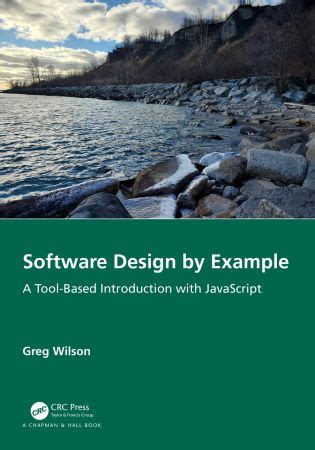 Software Design by Example
A Tool-Based Introduction with JavaScript
Greg Wilson
CRC
CRC Press
Taylor & Francis Group
A CHAPMAN & HALL BOOK